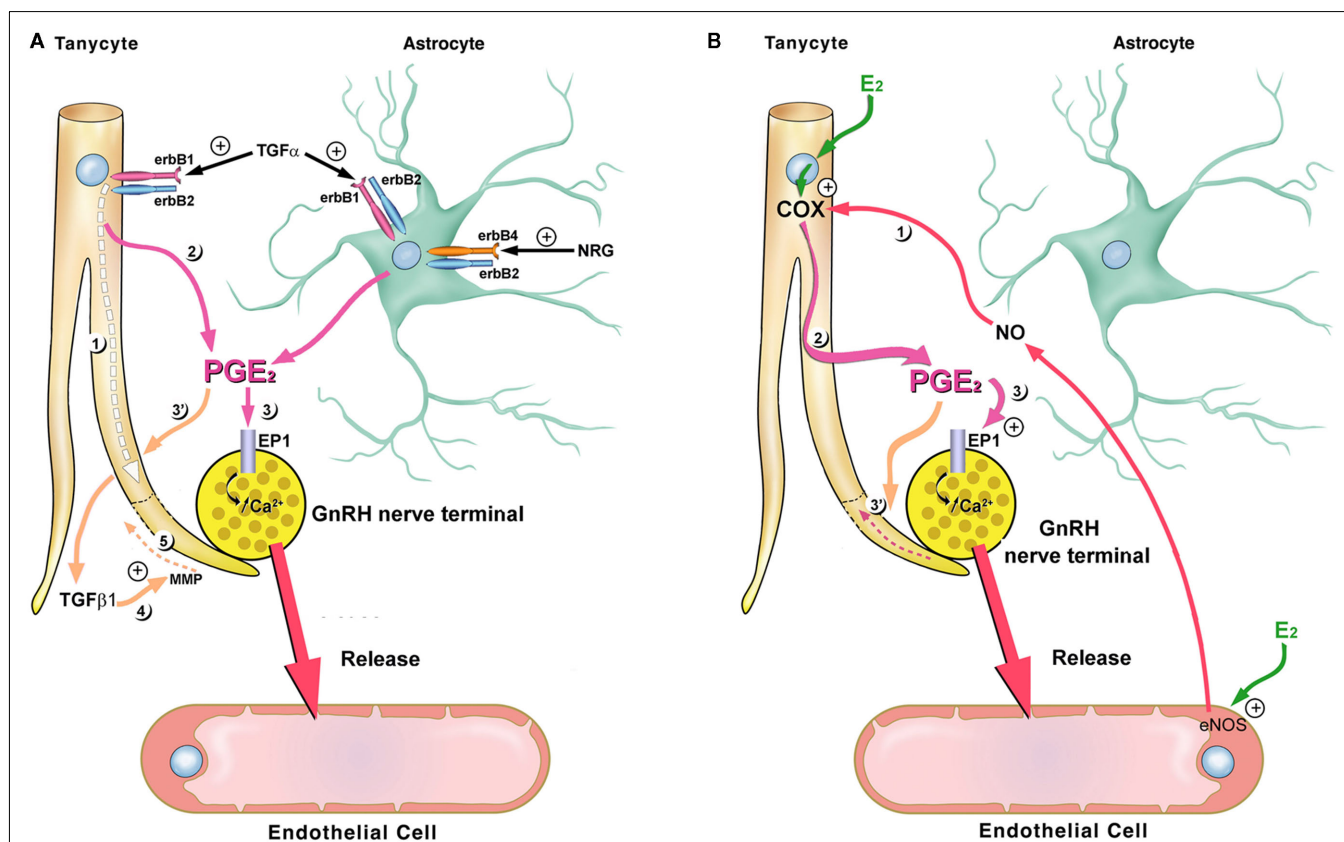 A Tanycyte Astrocyte
erbB1
erbB2
+
TGFα
+
erbB2
erbB1
erbB4
erbB2
+
NRG
2
1
PGE₂
3'
3
EP1
Ca²⁺
GnRH nerve terminal
5
+
MMP
TGFβ1
4
Release
Endothelial Cell
B Tanycyte Astrocyte
E₂
+
COX
1
NO
2
PGE₂
3
+
EP1
Ca²⁺
3'
GnRH
nerve terminal
Release
E₂
+
eNOS
Endothelial Cell